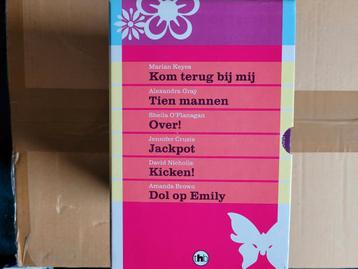 Marian Keyes
Kom terug bij mij
Alexandra Gray
Tien mannen
Sheila O'Flanagan
Over!
Jennifer Crusie
Jackpot
David Nicholls
Kicken!
Amanda Brown
Dol op Emily
thb